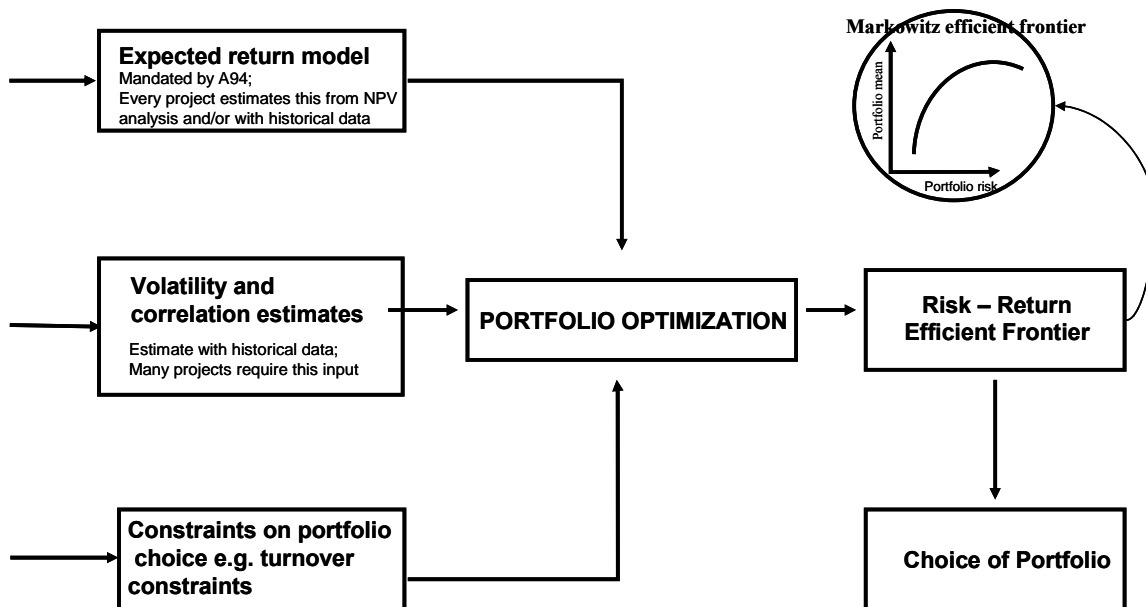 Expected return model
Mandated by A94;
Every project estimates this from NPV
analysis and/or with historical data
Markowitz efficient frontier
Portfolio mean
Portfolio risk
Volatility and
correlation estimates
Estimate with historical data;
Many projects require this input
PORTFOLIO OPTIMIZATION
Risk – Return
Efficient Frontier
Constraints on portfolio
choice e.g. turnover
constraints
Choice of Portfolio